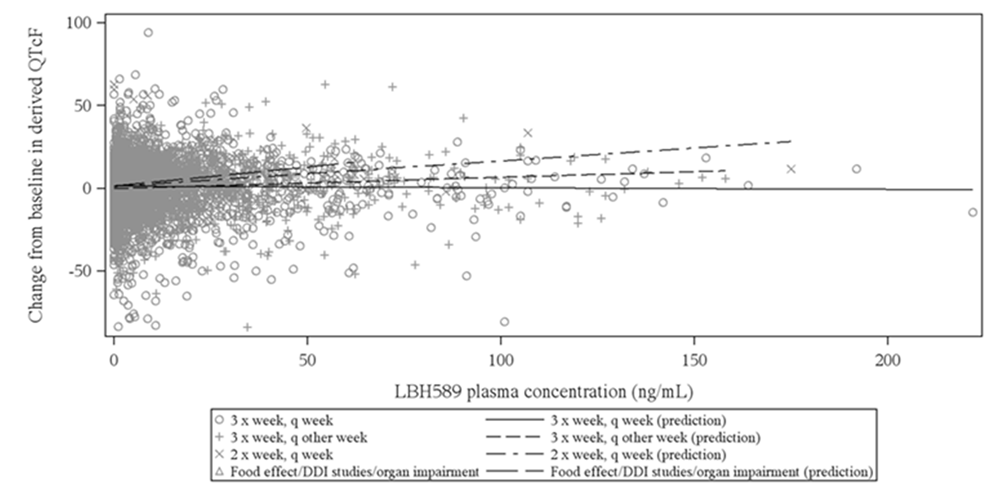 Change from baseline in derived QTcF
100
50
0
-50
0 50 100 150 200
LBH589 plasma concentration (ng/mL)
3 x week, q week 3 x week, q week (prediction)
3 x week, q other week 3 x week, q other week (prediction)
2 x week, q week 2 x week, q week (prediction)
Food effect/DDI studies/organ impairment Food effect/DDI studies/organ impairment (prediction)